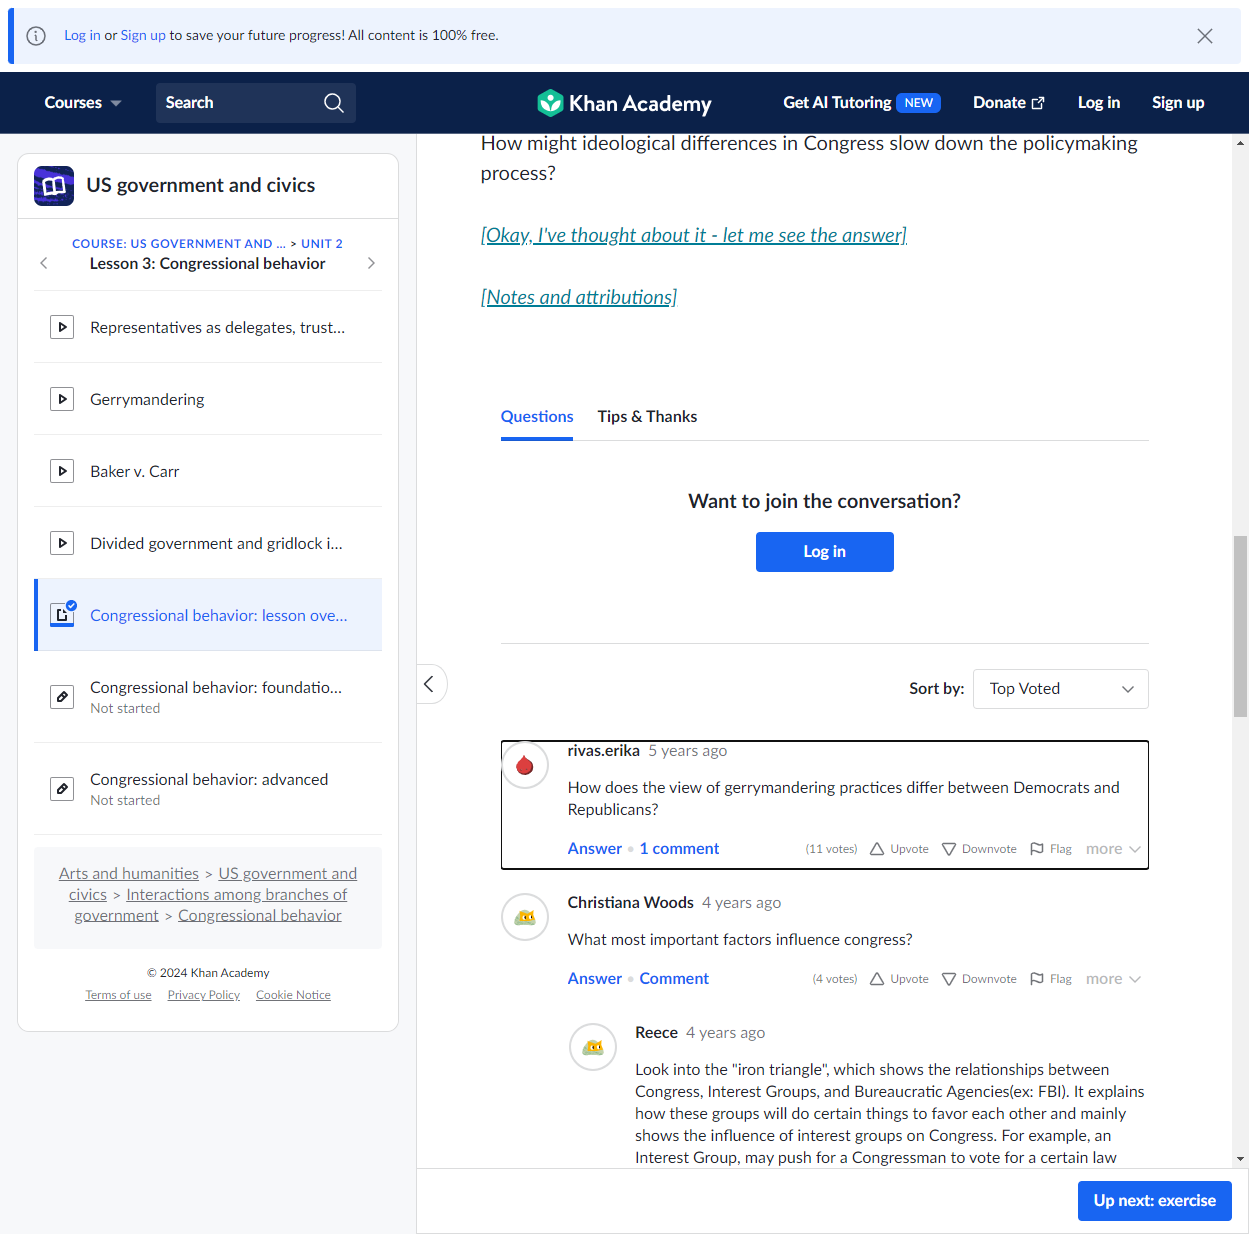 Log in or Sign up to save your future progress! All content is 100% free.
Courses
Search
Khan Academy
Get AI Tutoring NEW
Donate
Log in
Sign up
US government and civics
COURSE: US GOVERNMENT AND ... > UNIT 2
Lesson 3: Congressional behavior
Representatives as delegates, trust...
Gerrymandering
Baker v. Carr
Divided government and gridlock i...
Congressional behavior: lesson ove...
Congressional behavior: foundatio...
Not started
Congressional behavior: advanced
Not started
Arts and humanities > US government and
civics > Interactions among branches of
government > Congressional behavior
© 2024 Khan Academy
Terms of use Privacy Policy Cookie Notice
How might ideological differences in Congress slow down the policymaking
process?
[Okay, I've thought about it - let me see the answer]
[Notes and attributions]
Questions Tips & Thanks
Want to join the conversation?
Log in
Sort by: Top Voted
rivas.erika 5 years ago
How does the view of gerrymandering practices differ between Democrats and
Republicans?
Answer • 1 comment (11 votes) Upvote Downvote Flag more
Christiana Woods 4 years ago
What most important factors influence congress?
Answer • Comment (4 votes) Upvote Downvote Flag more
Reece 4 years ago
Look into the "iron triangle", which shows the relationships between
Congress, Interest Groups, and Bureaucratic Agencies(ex: FBI). It explains
how these groups will do certain things to favor each other and mainly
shows the influence of interest groups on Congress. For example, an
Interest Group, may push for a Congressman to vote for a certain law
Up next: exercise